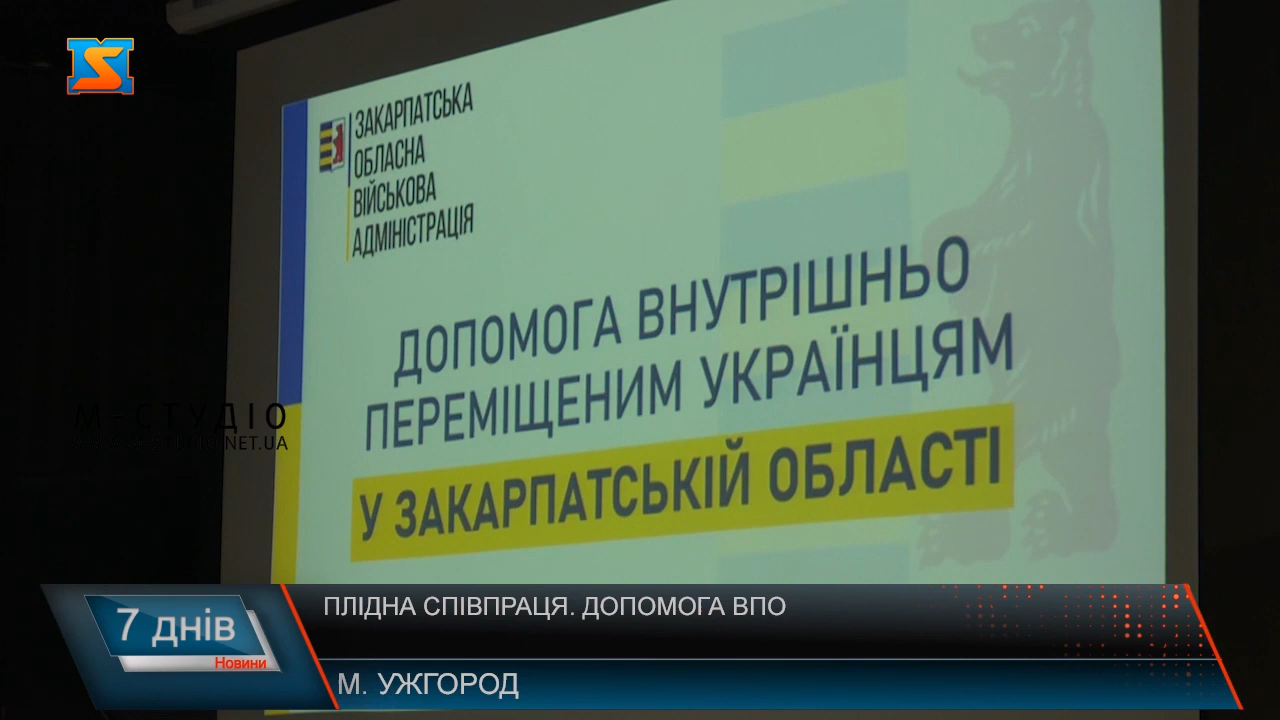 ЗАКАРПАТСЬКА
ОБЛАСНА
ВІЙСЬКОВА
АДМІНІСТРАЦІЯ
ДОПОМОГА ВНУТРІШНЬО
ПЕРЕМІЩЕНИМ УКРАЇНЦЯМ
У ЗАКАРПАТСЬКІЙ ОБЛАСТІ
М-СТУДІО
7 днів
Новини
ПЛІДНА СПІВПРАЦЯ. ДОПОМОГА ВПО
М. УЖГОРОД